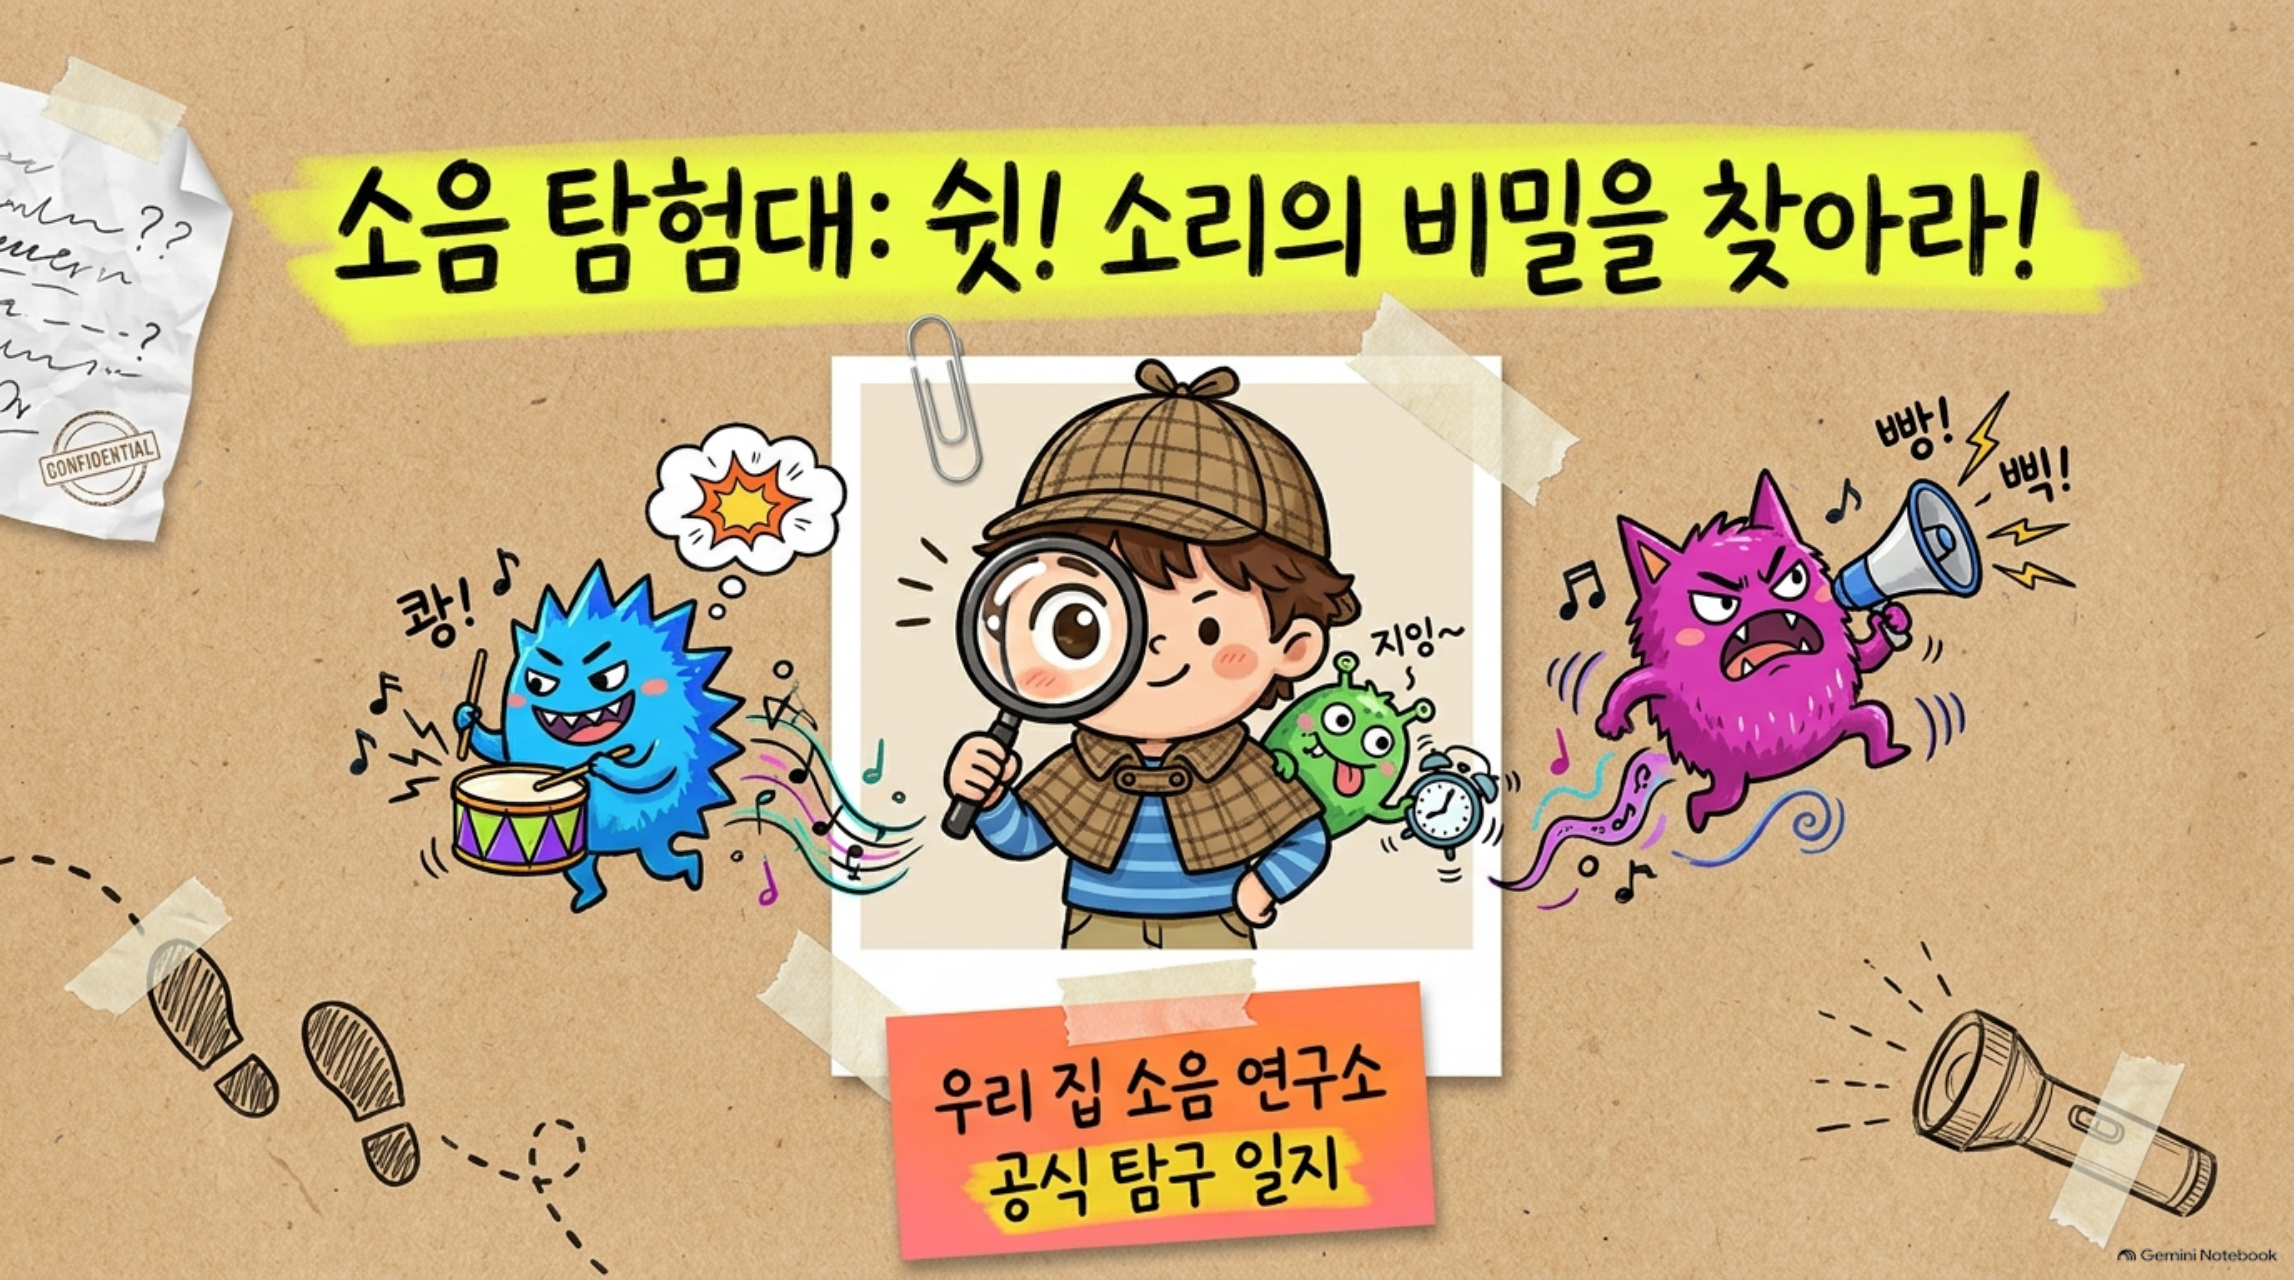 소음 탐험대: 쉿! 소리의 비밀을 찾아라!
??
?
CONFIDENTIAL
쾅!
지잉~
빵!
삑!
우리 집 소음 연구소
공식 탐구 일지
Gemini Notebook